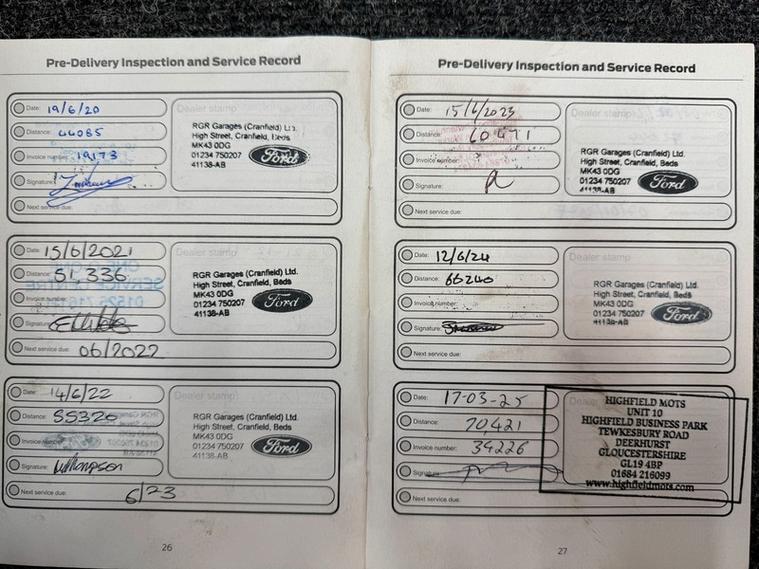 Pre-Delivery Inspection and Service Record
Date: 19/6/20
Distance: 44085
Invoice number: 19173
Signature:
Next service due:
Dealer stamp:
RGR Garages (Cranfield) Ltd.
High Street, Cranfield, Beds
MK43 0DG
01234 750207
41138-AB
Ford
Date: 15/6/2021
Distance: 51 336
Invoice number:
Signature:
Next service due: 06/2022
Dealer stamp:
RGR Garages (Cranfield) Ltd.
High Street, Cranfield, Beds
MK43 0DG
01234 750207
41138-AB
Ford
Date: 14/6/22
Distance: 55320
Invoice number:
Signature:
Next service due: 6/23
Dealer stamp:
RGR Garages (Cranfield) Ltd.
High Street, Cranfield, Beds
MK43 0DG
01234 750207
41138-AB
Ford
26
Pre-Delivery Inspection and Service Record
Date: 15/6/2023
Distance: 60471
Invoice number:
Signature:
Next service due:
Dealer stamp:
RGR Garages (Cranfield) Ltd.
High Street, Cranfield, Beds
MK43 0DG
01234 750207
41138-AB
Ford
Date: 12/6/24
Distance: 66240
Invoice number:
Signature:
Next service due:
Dealer stamp:
RGR Garages (Cranfield) Ltd.
High Street, Cranfield, Beds
MK43 0DG
01234 750207
41138-AB
Ford
Date: 17-03-25
Distance: 70,421
Invoice number: 34226
Signature:
Next service due:
HIGHFIELD MOTS
UNIT 10
HIGHFIELD BUSINESS PARK
TEWKESBURY ROAD
DEERHURST
GLOUCESTERSHIRE
GL19 4BP
01684 216099
www.highfieldmots.com
27